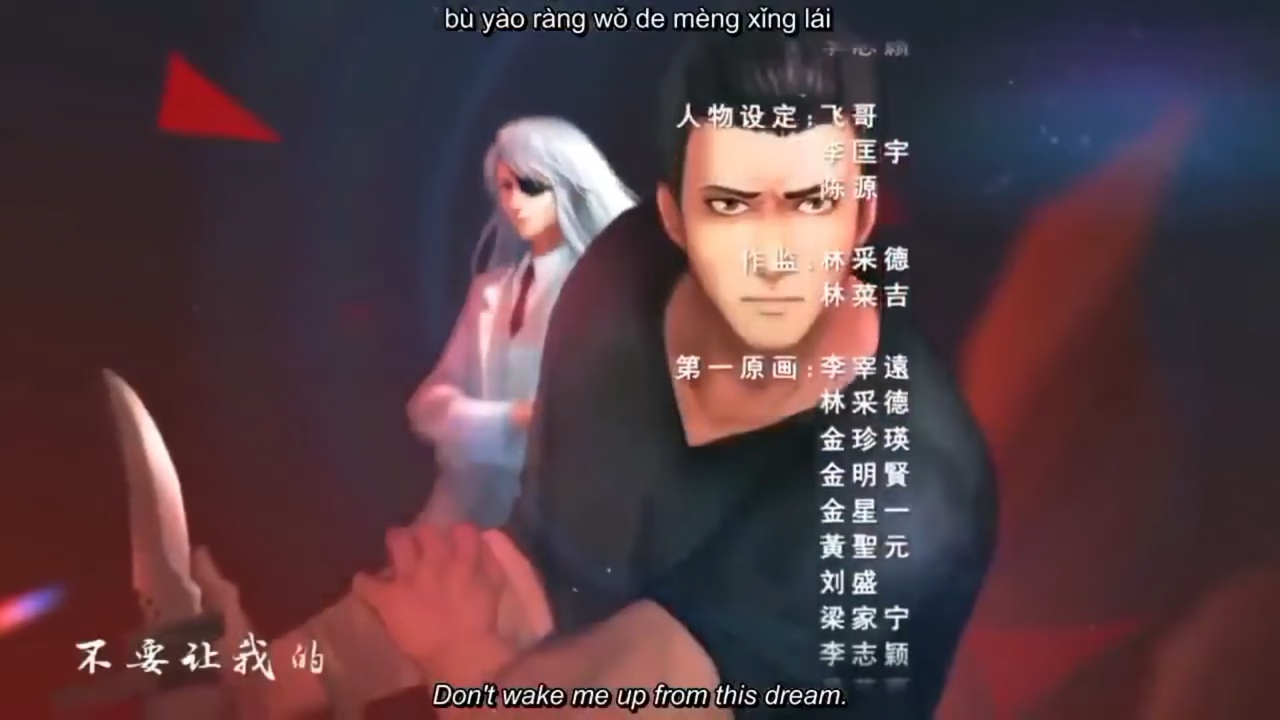 bù yào ràng wǒ de mèng xǐng lái
李志颖
人物设定:飞哥
李匡宇
陈源
作监:林采德
林菜吉
第一原画:李宰遠
林采德
金珍瑛
金明賢
金星一
黃聖元
刘盛
梁家宁
李志颖
不要让我的
Don't wake me up from this dream.